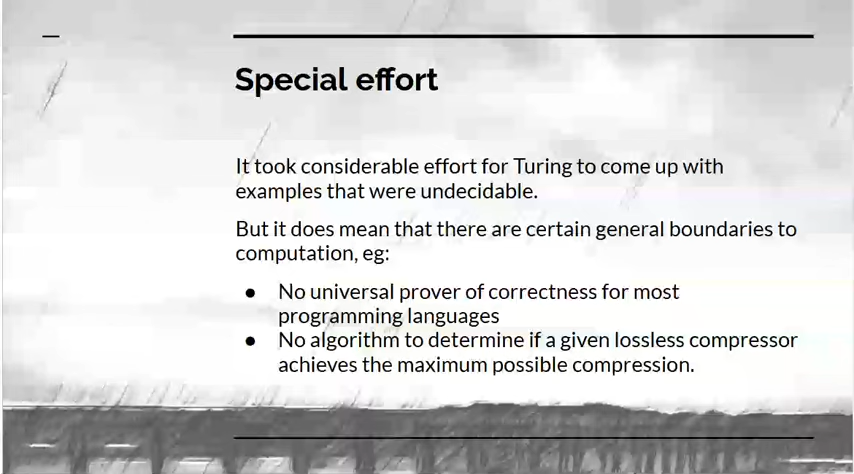 Special effort
It took considerable effort for Turing to come up with
examples that were undecidable.
But it does mean that there are certain general boundaries to
computation, eg:
● No universal prover of correctness for most
programming languages
● No algorithm to determine if a given lossless compressor
achieves the maximum possible compression.